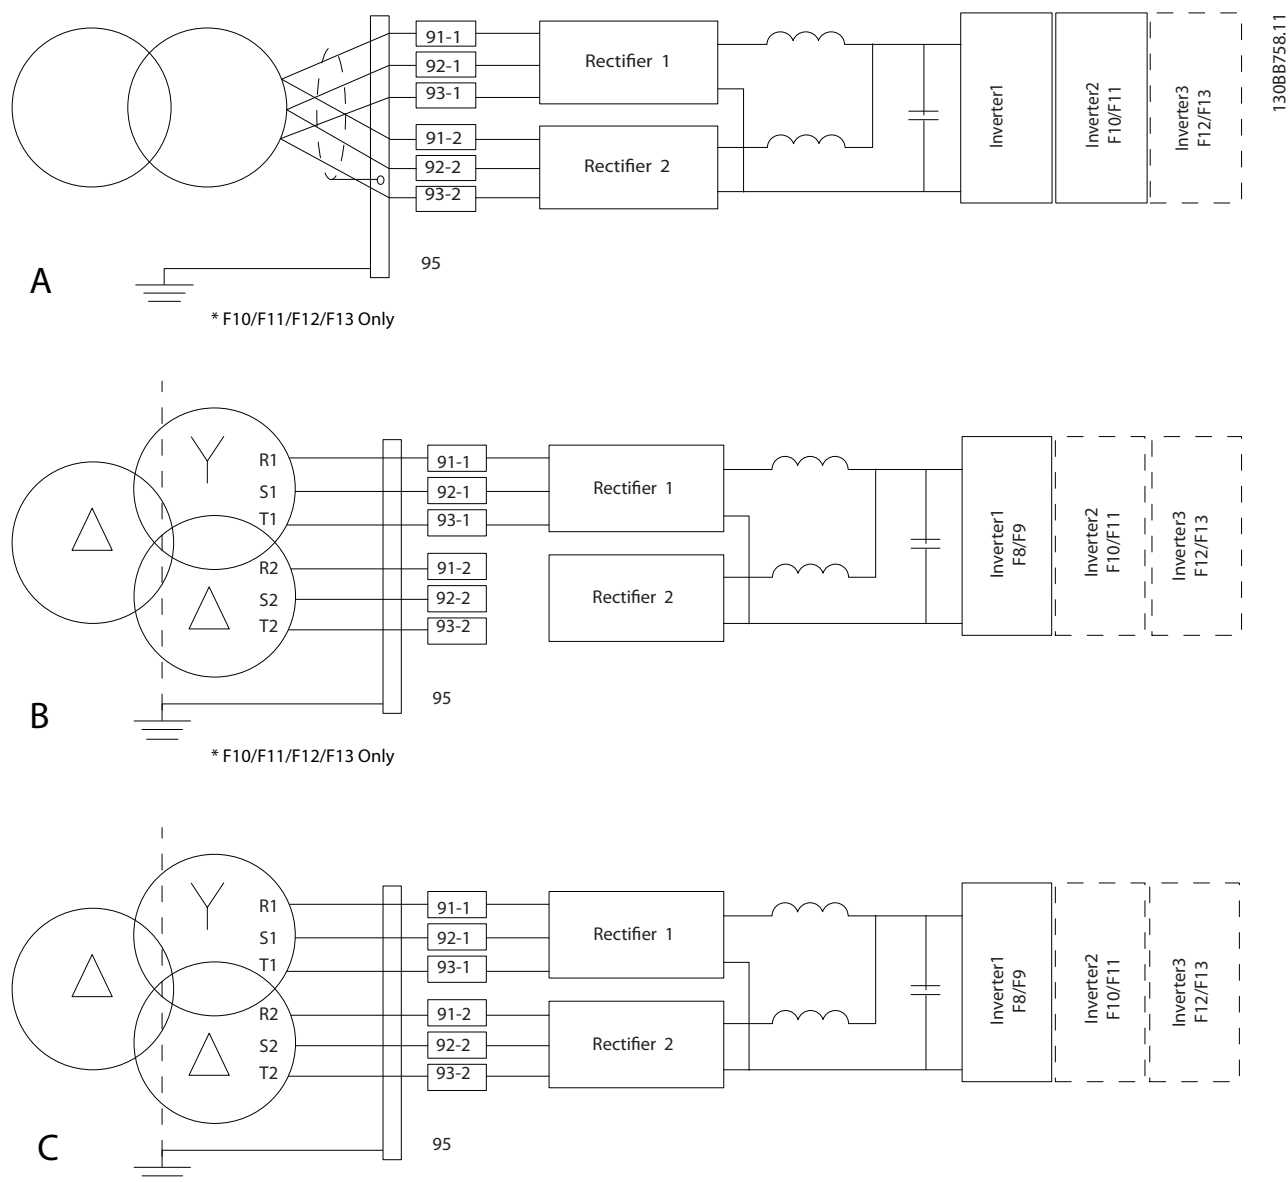 130BB758.11
91-1
92-1
93-1
91-2
92-2
93-2
Rectifier 1
Rectifier 2
Inverter1
Inverter2
F10/F11
Inverter3
F12/F13
95
A
* F10/F11/F12/F13 Only
R1
S1
T1
R2
S2
T2
91-1
92-1
93-1
91-2
92-2
93-2
Rectifier 1
Rectifier 2
Inverter1
F8/F9
Inverter2
F10/F11
Inverter3
F12/F13
95
B
* F10/F11/F12/F13 Only
R1
S1
T1
R2
S2
T2
91-1
92-1
93-1
91-2
92-2
93-2
Rectifier 1
Rectifier 2
Inverter1
F8/F9
Inverter2
F10/F11
Inverter3
F12/F13
95
C